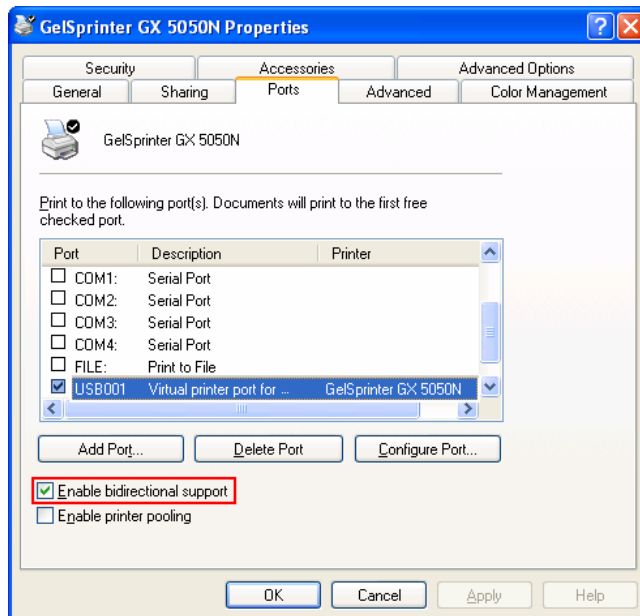 GelSprinter GX 5050N Properties
Security Accessories Advanced Options
General Sharing Ports Advanced Color Management
GelSprinter GX 5050N
Print to the following port(s). Documents will print to the first free
checked port.
Port Description Printer
COM1: Serial Port
COM2: Serial Port
COM3: Serial Port
COM4: Serial Port
FILE: Print to File
USB001 Virtual printer port for ... GelSprinter GX 5050N
Add Port... Delete Port Configure Port...
Enable bidirectional support
Enable printer pooling
OK Cancel Apply Help